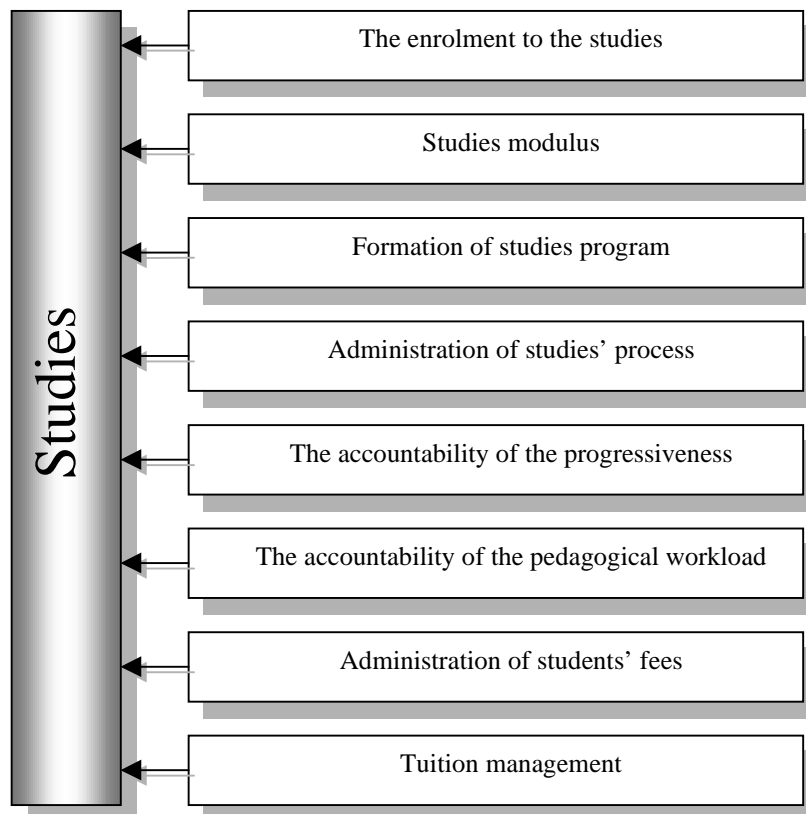 Studies
The enrolment to the studies
Studies modulus
Formation of studies program
Administration of studies’ process
The accountability of the progressiveness
The accountability of the pedagogical workload
Administration of students’ fees
Tuition management